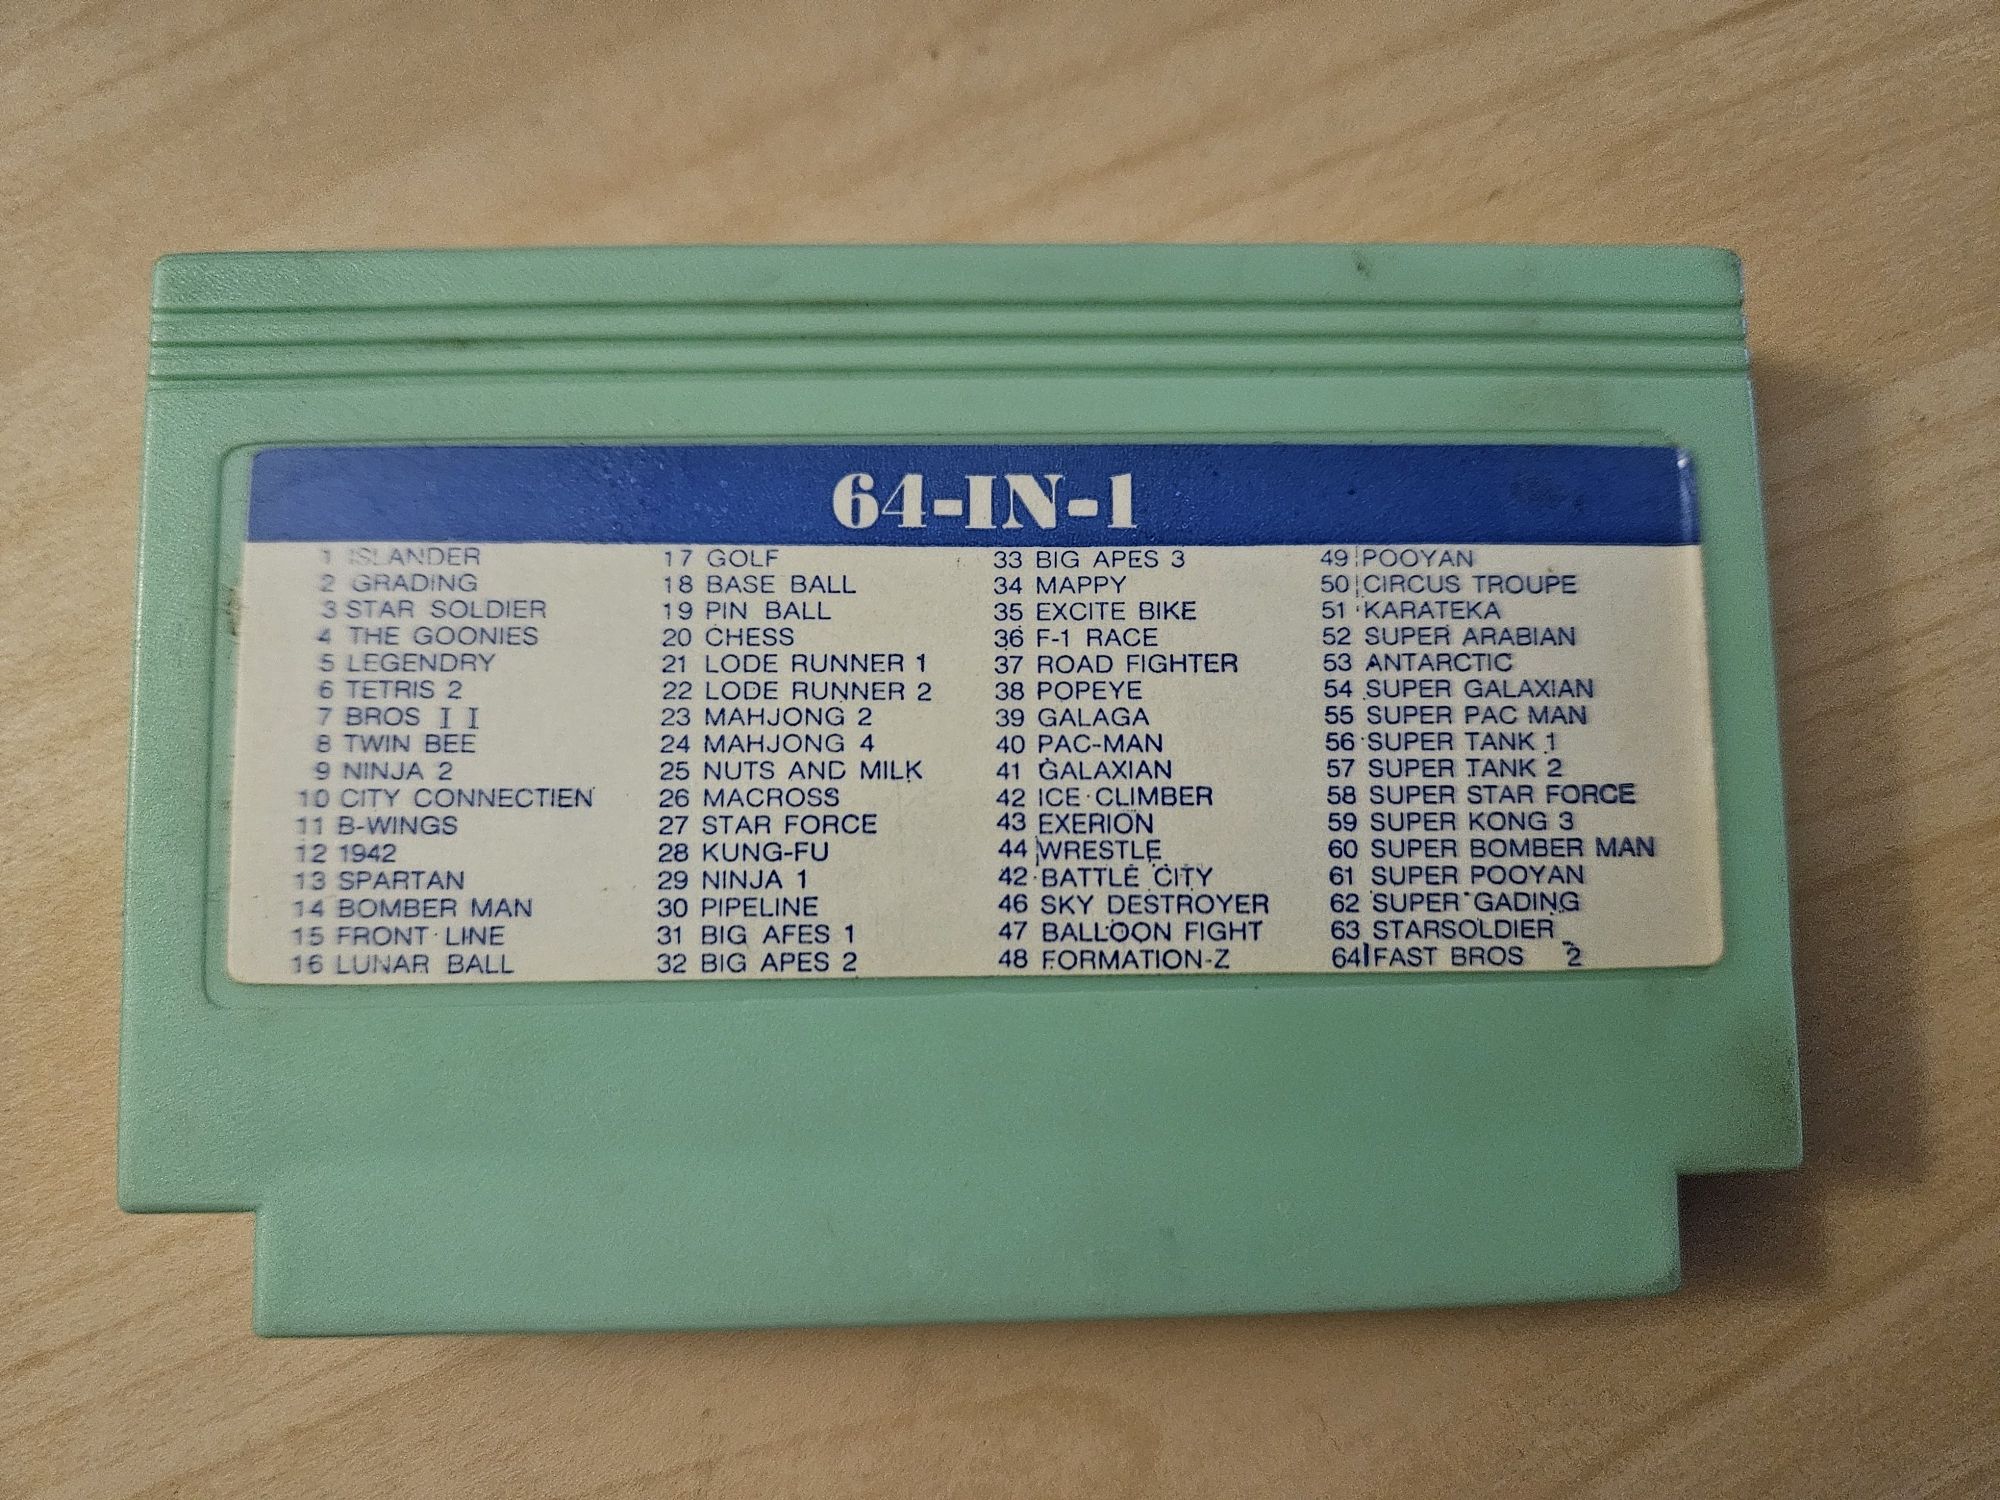 64-IN-1
1 ISLANDER
2 GRADING
3 STAR SOLDIER
4 THE GOONIES
5 LEGENDRY
6 TETRIS 2
7 BROS I I
8 TWIN BEE
9 NINJA 2
10 CITY CONNECTIEN
11 B-WINGS
12 1942
13 SPARTAN
14 BOMBER MAN
15 FRONT LINE
16 LUNAR BALL
17 GOLF
18 BASE BALL
19 PIN BALL
20 CHESS
21 LODE RUNNER 1
22 LODE RUNNER 2
23 MAHJONG 2
24 MAHJONG 4
25 NUTS AND MILK
26 MACROSS
27 STAR FORCE
28 KUNG-FU
29 NINJA 1
30 PIPELINE
31 BIG AFES 1
32 BIG APES 2
33 BIG APES 3
34 MAPPY
35 EXCITE BIKE
36 F-1 RACE
37 ROAD FIGHTER
38 POPEYE
39 GALAGA
40 PAC-MAN
41 GALAXIAN
42 ICE CLIMBER
43 EXERION
44 WRESTLE
42 BATTLE CITY
46 SKY DESTROYER
47 BALLOON FIGHT
48 FORMATION-Z
49 POOYAN
50 CIRCUS TROUPE
51 KARATEKA
52 SUPER ARABIAN
53 ANTARCTIC
54 SUPER GALAXIAN
55 SUPER PAC MAN
56 SUPER TANK 1
57 SUPER TANK 2
58 SUPER STAR FORCE
59 SUPER KONG 3
60 SUPER BOMBER MAN
61 SUPER POOYAN
62 SUPER GADING
63 STARSOLDIER
64 FAST BROS 2